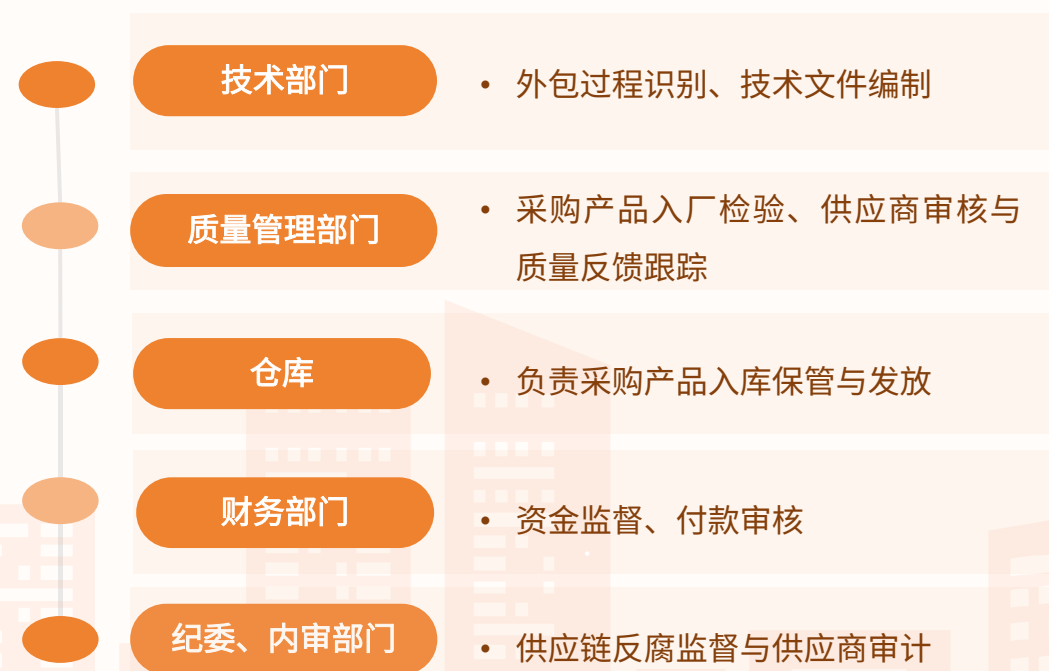 技术部门
• 外包过程识别、技术文件编制
质量管理部门
• 采购产品入厂检验、供应商审核与
质量反馈跟踪
仓库
• 负责采购产品入库保管与发放
财务部门
• 资金监督、付款审核
纪委、内审部门
• 供应链反腐监督与供应商审计